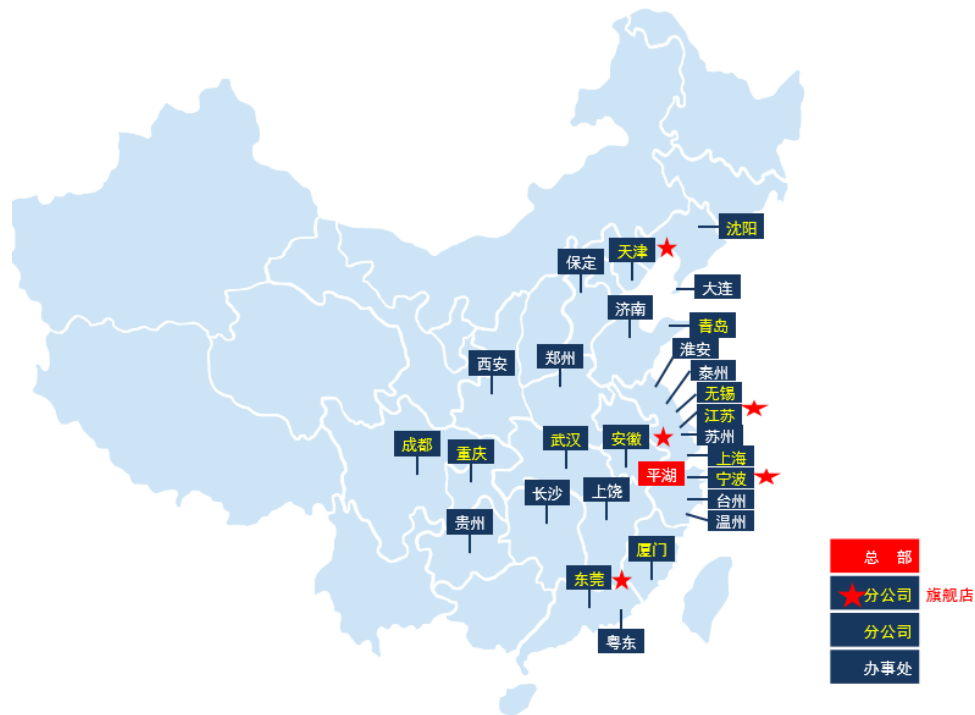 沈阳
天津
保定
大连
济南
青岛
淮安
郑州
西安
泰州
无锡
江苏
苏州
武汉
安徽
成都
重庆
上海
平湖
宁波
长沙
上饶
台州
贵州
温州
厦门
总 部
东莞
分公司 旗舰店
分公司
粤东
办事处